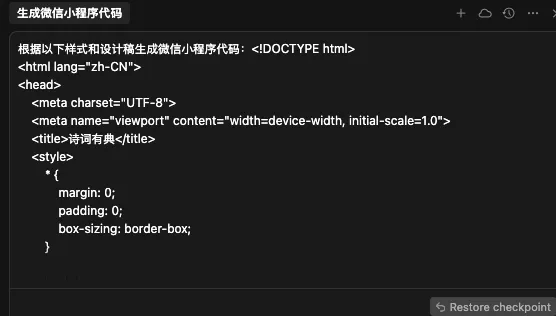 生成微信小程序代码
根据以下样式和设计稿生成微信小程序代码：<!DOCTYPE html>
<html lang="zh-CN">
<head>
<meta charset="UTF-8">
<meta name="viewport" content="width=device-width, initial-scale=1.0">
<title>诗词有典</title>
<style>
* {
margin: 0;
padding: 0;
box-sizing: border-box;
}
Restore checkpoint